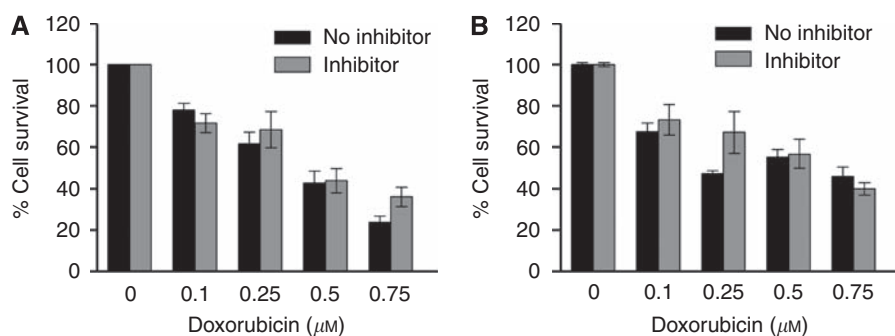 A
% Cell survival
120
100
80
60
40
20
0
No inhibitor
Inhibitor
0 0.1 0.25 0.5 0.75
Doxorubicin (μM)
B
% Cell survival
120
100
80
60
40
20
0
No inhibitor
Inhibitor
0 0.1 0.25 0.5 0.75
Doxorubicin (μM)